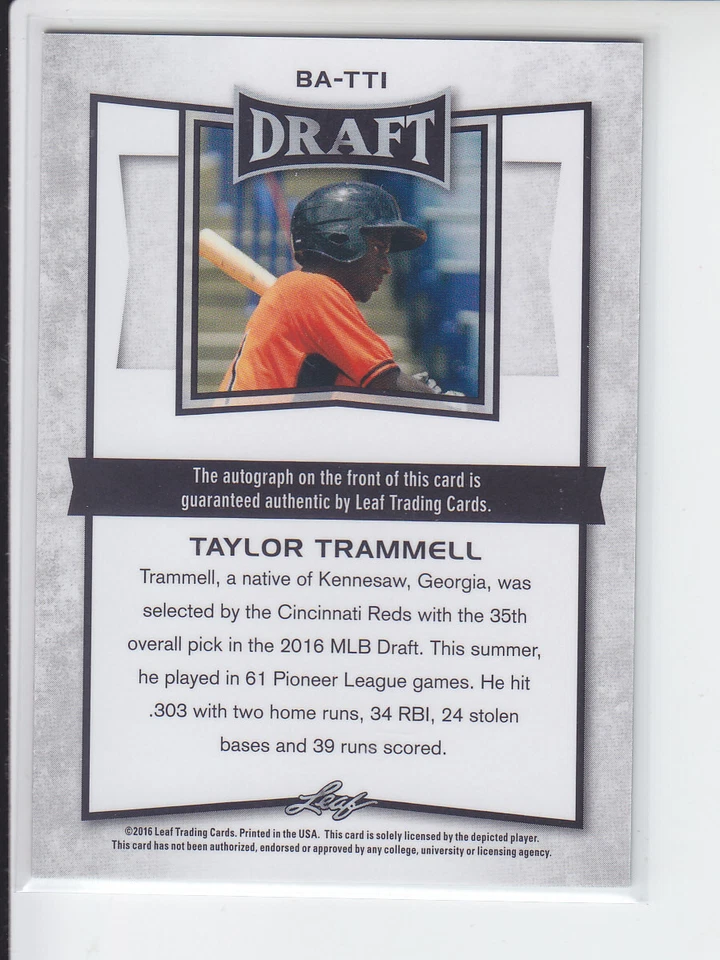 BA-TTI
DRAFT
The autograph on the front of this card is
guaranteed authentic by Leaf Trading Cards.
TAYLOR TRAMMELL
Trammell, a native of Kennesaw, Georgia, was
selected by the Cincinnati Reds with the 35th
overall pick in the 2016 MLB Draft. This summer,
he played in 61 Pioneer League games. He hit
.303 with two home runs, 34 RBI, 24 stolen
bases and 39 runs scored.
Leaf
©2016 Leaf Trading Cards. Printed in the USA. This card is solely licensed by the depicted player.
This card has not been authorized, endorsed or approved by any college, university or licensing agency.